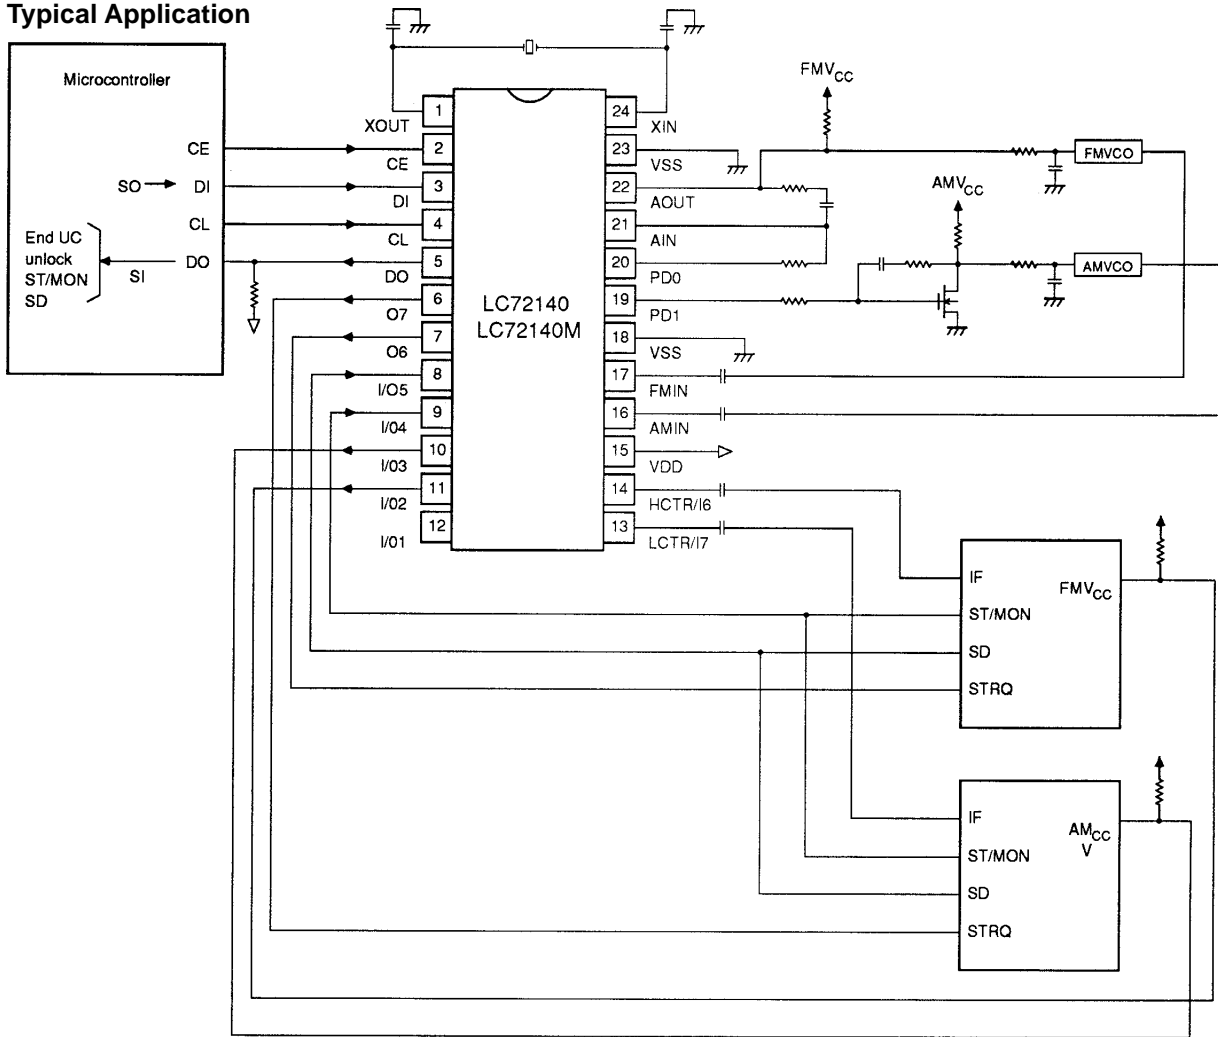 Typical Application
Microcontroller
CE
SO
DI
CL
DO
SI
End UC
unlock
ST/MON
SD
1
XOUT
2
CE
3
DI
4
CL
5
DO
6
O7
7
O6
8
I/O5
9
I/04
10
I/03
11
I/02
12
I/01
LC72140
LC72140M
24
XIN
23
VSS
22
AOUT
21
AIN
20
PD0
19
PD1
18
VSS
17
FMIN
16
AMIN
15
VDD
14
HCTR/I6
13
LCTR/I7
FMVCC
FMVCO
AMVCC
AMVCO
IF
FMVCC
ST/MON
SD
STRQ
IF
AMCC
V
ST/MON
SD
STRQ